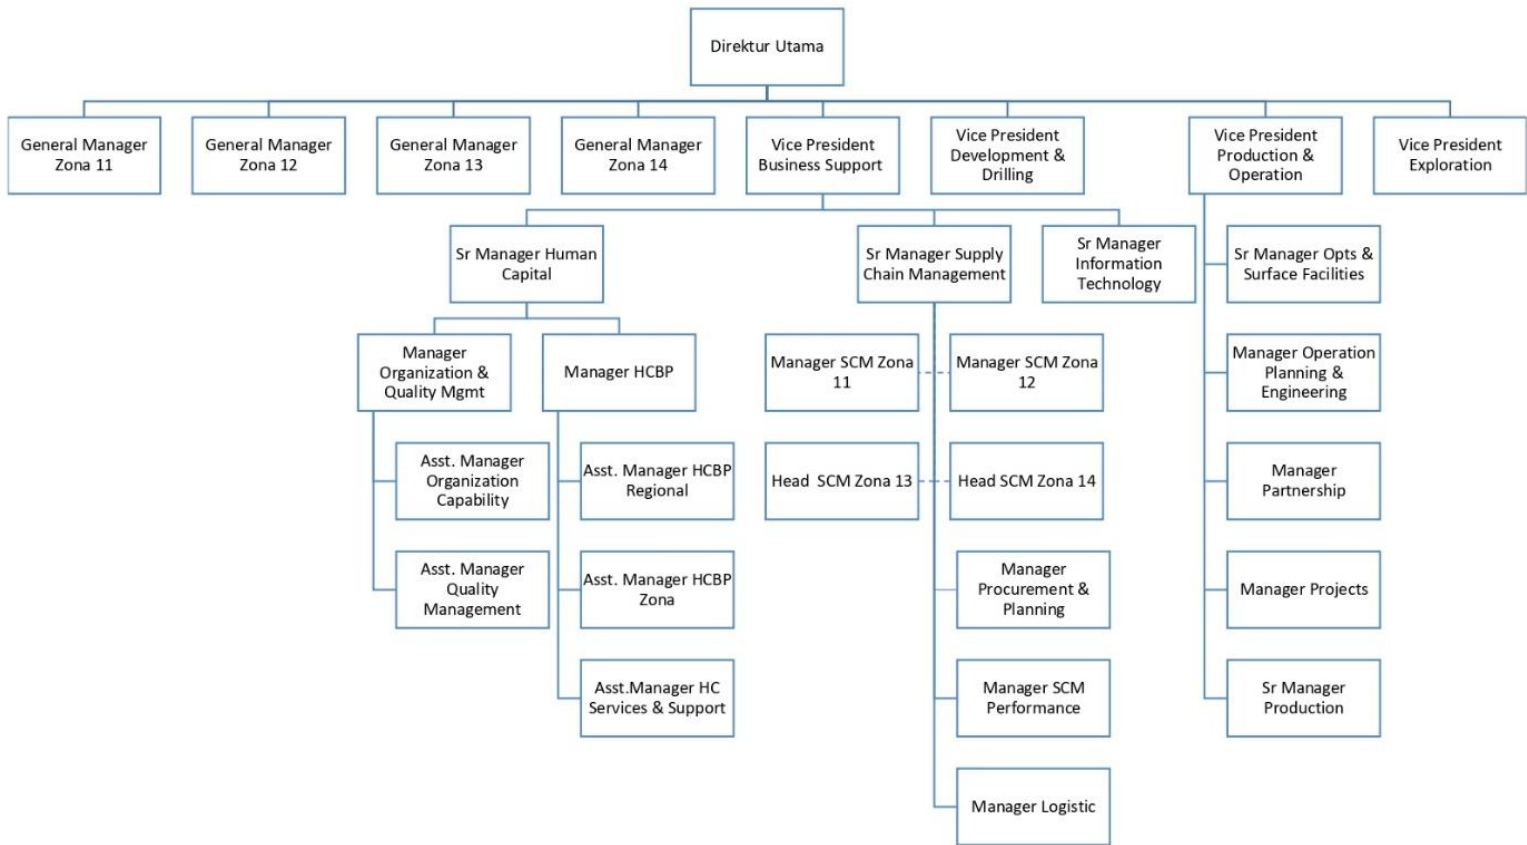 Direktur Utama
General Manager
Zona 11
General Manager
Zona 12
General Manager
Zona 13
General Manager
Zona 14
Vice President
Business Support
Vice President
Development &
Drilling
Vice President
Production &
Operation
Vice President
Exploration
Sr Manager Human
Capital
Sr Manager Supply
Chain Management
Sr Manager
Information
Technology
Sr Manager Opts &
Surface Facilities
Manager
Organization &
Quality Mgmt
Manager HCBP
Manager SCM Zona
11
Manager SCM Zona
12
Manager Operation
Planning &
Engineering
Asst. Manager
Organization
Capability
Asst. Manager HCBP
Regional
Head  SCM Zona 13
Head SCM Zona 14
Manager
Partnership
Asst. Manager
Quality
Management
Asst. Manager HCBP
Zona
Manager
Procurement &
Planning
Manager Projects
Asst.Manager HC
Services & Support
Manager SCM
Performance
Sr Manager
Production
Manager Logistic